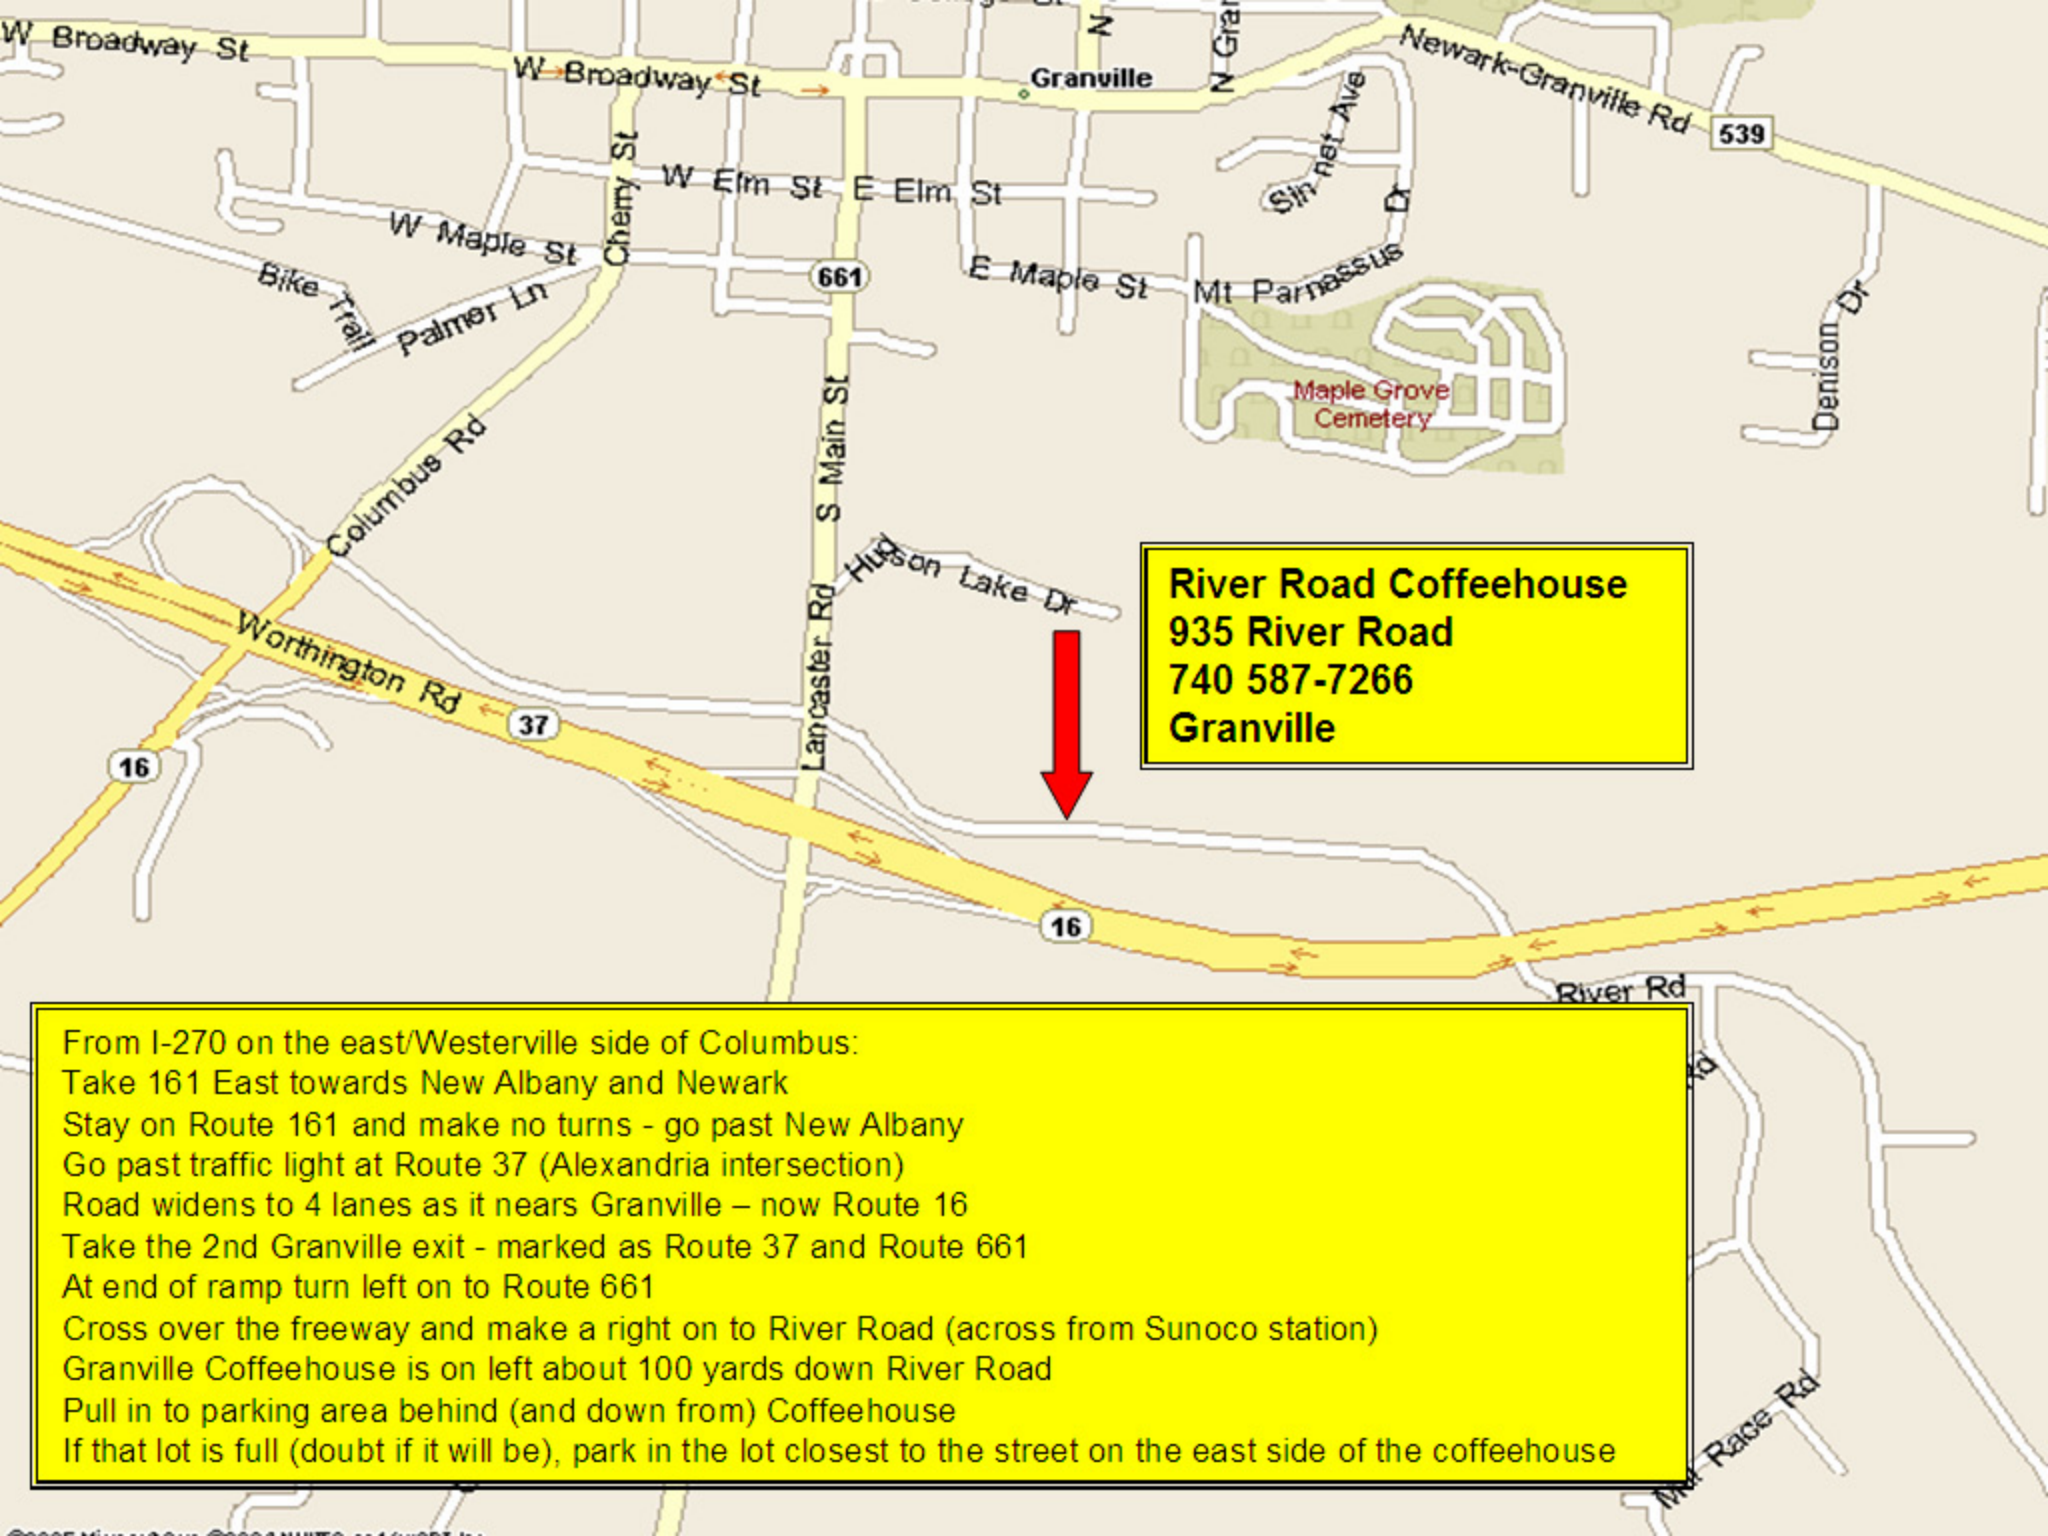 W Broadway St
W Broadway St
Granville
N
N Gran
Newark-Granville Rd
539
Sinnet Ave
Cherry St
W Elm St
E Elm St
W Maple St
661
E Maple St
Mt Parnassus Dr
Bike Trail
Palmer Ln
Maple Grove
Cemetery
Denison Dr
Columbus Rd
S Main St
Hudson Lake Dr
Lancaster Rd
Worthington Rd
37
16
16
River Rd
Rd
River Road Coffeehouse
935 River Road
740 587-7266
Granville
From I-270 on the east/Westerville side of Columbus:
Take 161 East towards New Albany and Newark
Stay on Route 161 and make no turns - go past New Albany
Go past traffic light at Route 37 (Alexandria intersection)
Road widens to 4 lanes as it nears Granville – now Route 16
Take the 2nd Granville exit - marked as Route 37 and Route 661
At end of ramp turn left on to Route 661
Cross over the freeway and make a right on to River Road (across from Sunoco station)
Granville Coffeehouse is on left about 100 yards down River Road
Pull in to parking area behind (and down from) Coffeehouse
If that lot is full (doubt if it will be), park in the lot closest to the street on the east side of the coffeehouse
Race Rd